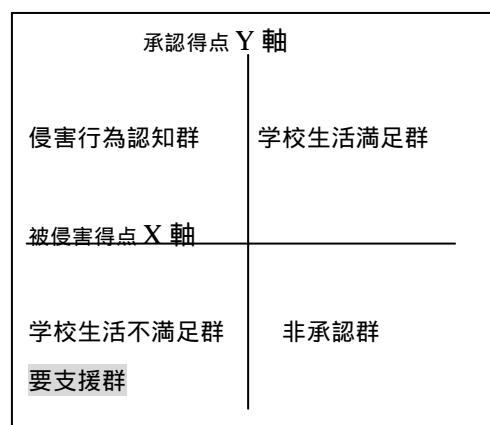 承認得点 Y 軸
侵害行為認知群 学校生活満足群
被侵害得点 X 軸
学校生活不満足群 非承認群
要支援群